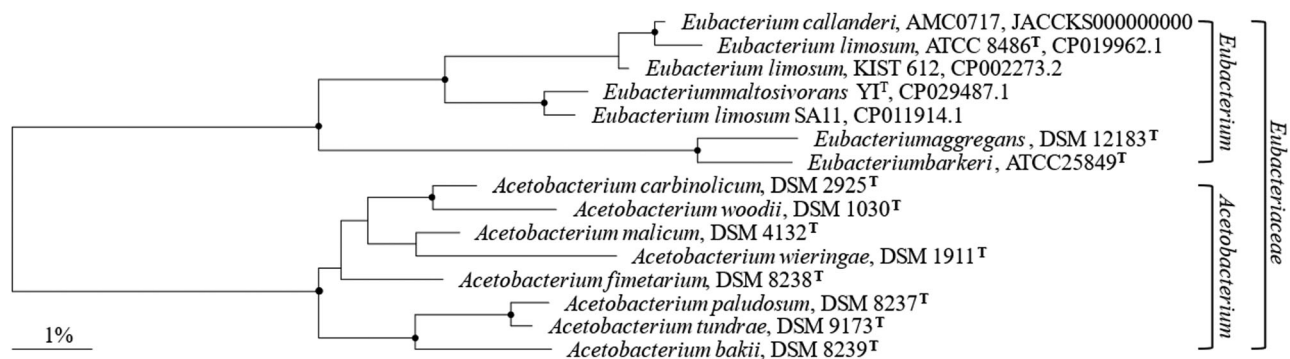 Eubacterium callanderi, AMC0717, JACCKS000000000
Eubacterium limosum, ATCC 8486ᵀ, CP019962.1
Eubacterium limosum, KIST 612, CP002273.2
Eubacteriummaltosivorans YIᵀ, CP029487.1
Eubacterium limosum SA11, CP011914.1
Eubacteriumaggregans, DSM 12183ᵀ
Eubacteriumbarkeri, ATCC25849ᵀ
Acetobacterium carbinolicum, DSM 2925ᵀ
Acetobacterium woodii, DSM 1030ᵀ
Acetobacterium malicum, DSM 4132ᵀ
Acetobacterium wieringae, DSM 1911ᵀ
Acetobacterium fimetarium, DSM 8238ᵀ
Acetobacterium paludosum, DSM 8237ᵀ
Acetobacterium tundrae, DSM 9173ᵀ
Acetobacterium bakii, DSM 8239ᵀ
1%
Eubacterium
Acetobacterium
Eubacteriaceae